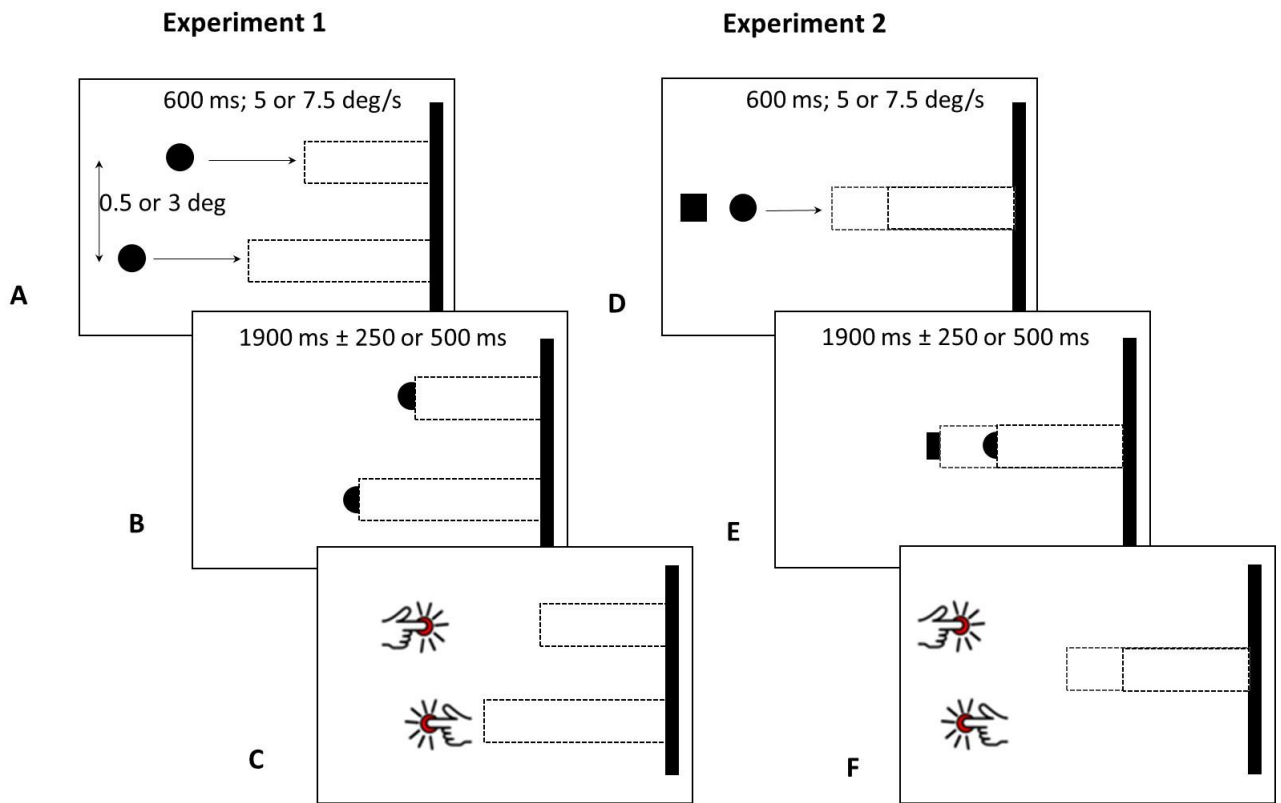 Experiment 1
Experiment 2
600 ms; 5 or 7.5 deg/s
0.5 or 3 deg
A
1900 ms ± 250 or 500 ms
B
C
600 ms; 5 or 7.5 deg/s
D
1900 ms ± 250 or 500 ms
E
F